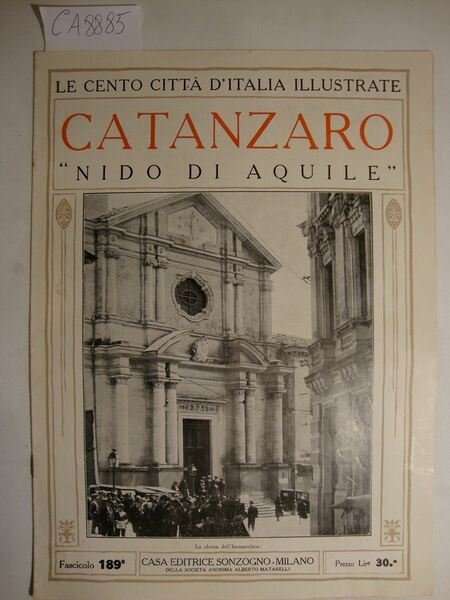 CA8885
LE CENTO CITTÀ D'ITALIA ILLUSTRATE
CATANZARO
"NIDO DI AQUILE"
La chiesa dell'Immacolata.
Fascicolo 189º
CASA EDITRICE SONZOGNO-MILANO
DELLA SOCIETÀ ANONIMA ALBERTO MATARELLI
Prezzo Lire 30.-